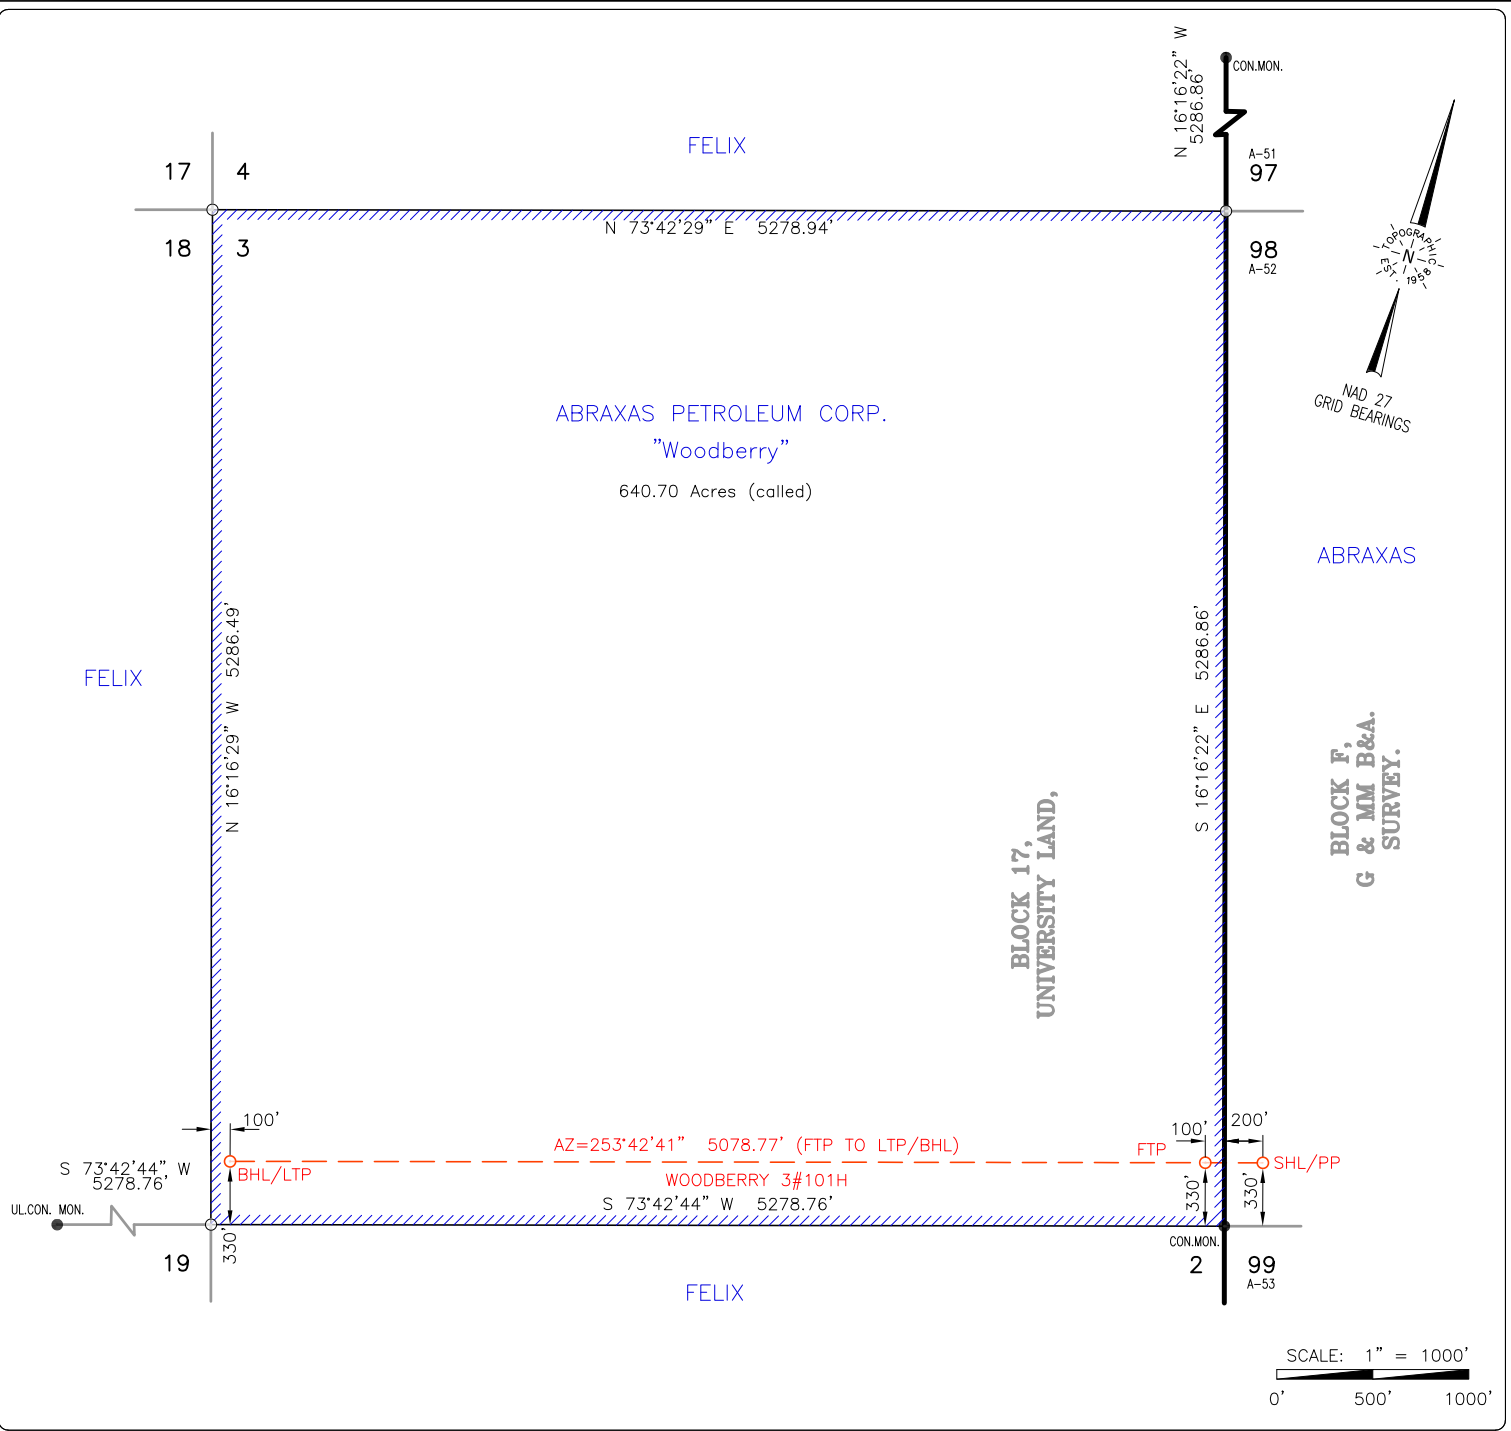 N 16°16'22" W
5286.86'
CON.MON.
FELIX
A-51
97
17 4
18 3
N 73°42'29" E 5278.94'
98
A-52
TOPOGRAPHIC
N
EST. 1958
NAD 27
GRID BEARINGS
ABRAXAS PETROLEUM CORP.
"Woodberry"
640.70 Acres (called)
ABRAXAS
FELIX
N 16°16'29" W 5286.49'
S 16°16'22" E 5286.86'
BLOCK F,
G & MM B&A.
SURVEY.
BLOCK 17,
UNIVERSITY LAND,
100'
AZ=253°42'41" 5078.77' (FTP TO LTP/BHL)
FTP
100'
200'
SHL/PP
BHL/LTP
WOODBERRY 3#101H
S 73°42'44" W 5278.76'
330'
330'
330'
S 73°42'44" W
5278.76'
UL.CON. MON.
19
CON.MON.
2
99
A-53
FELIX
SCALE: 1" = 1000'
0' 500' 1000'